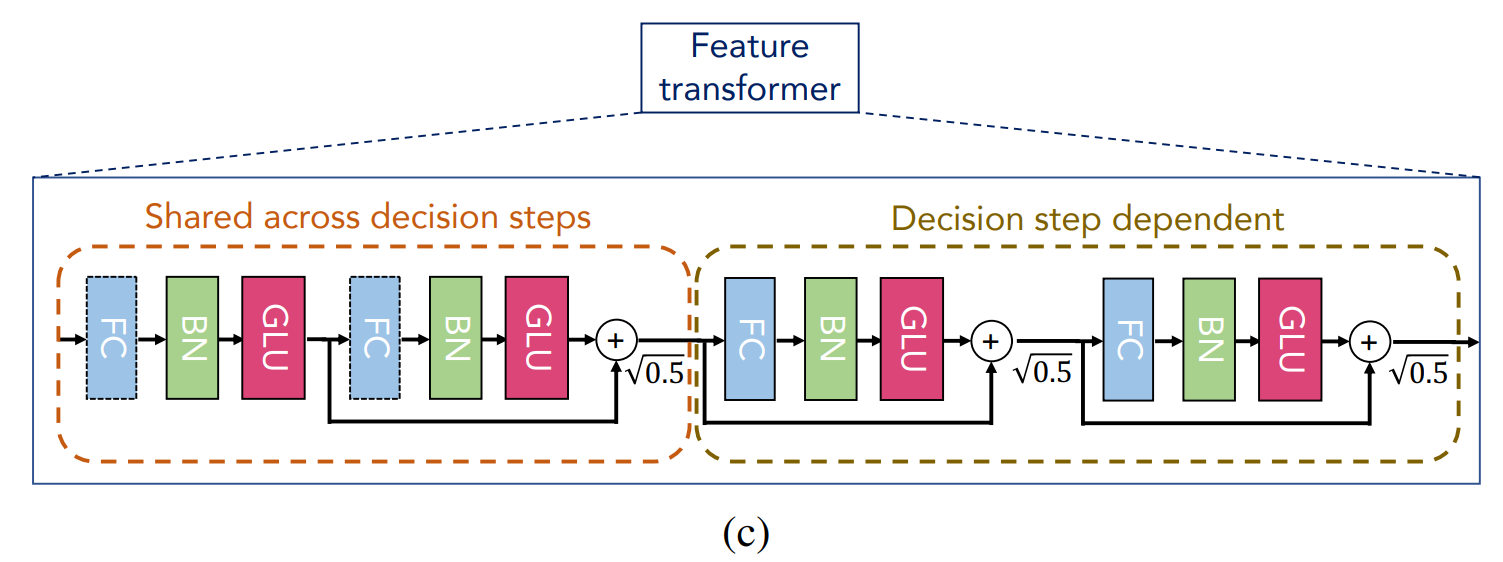 Feature
transformer
Shared across decision steps
Decision step dependent
FC
BN
GLU
FC
BN
GLU
+
√0.5
FC
BN
GLU
+
√0.5
FC
BN
GLU
+
√0.5
(c)